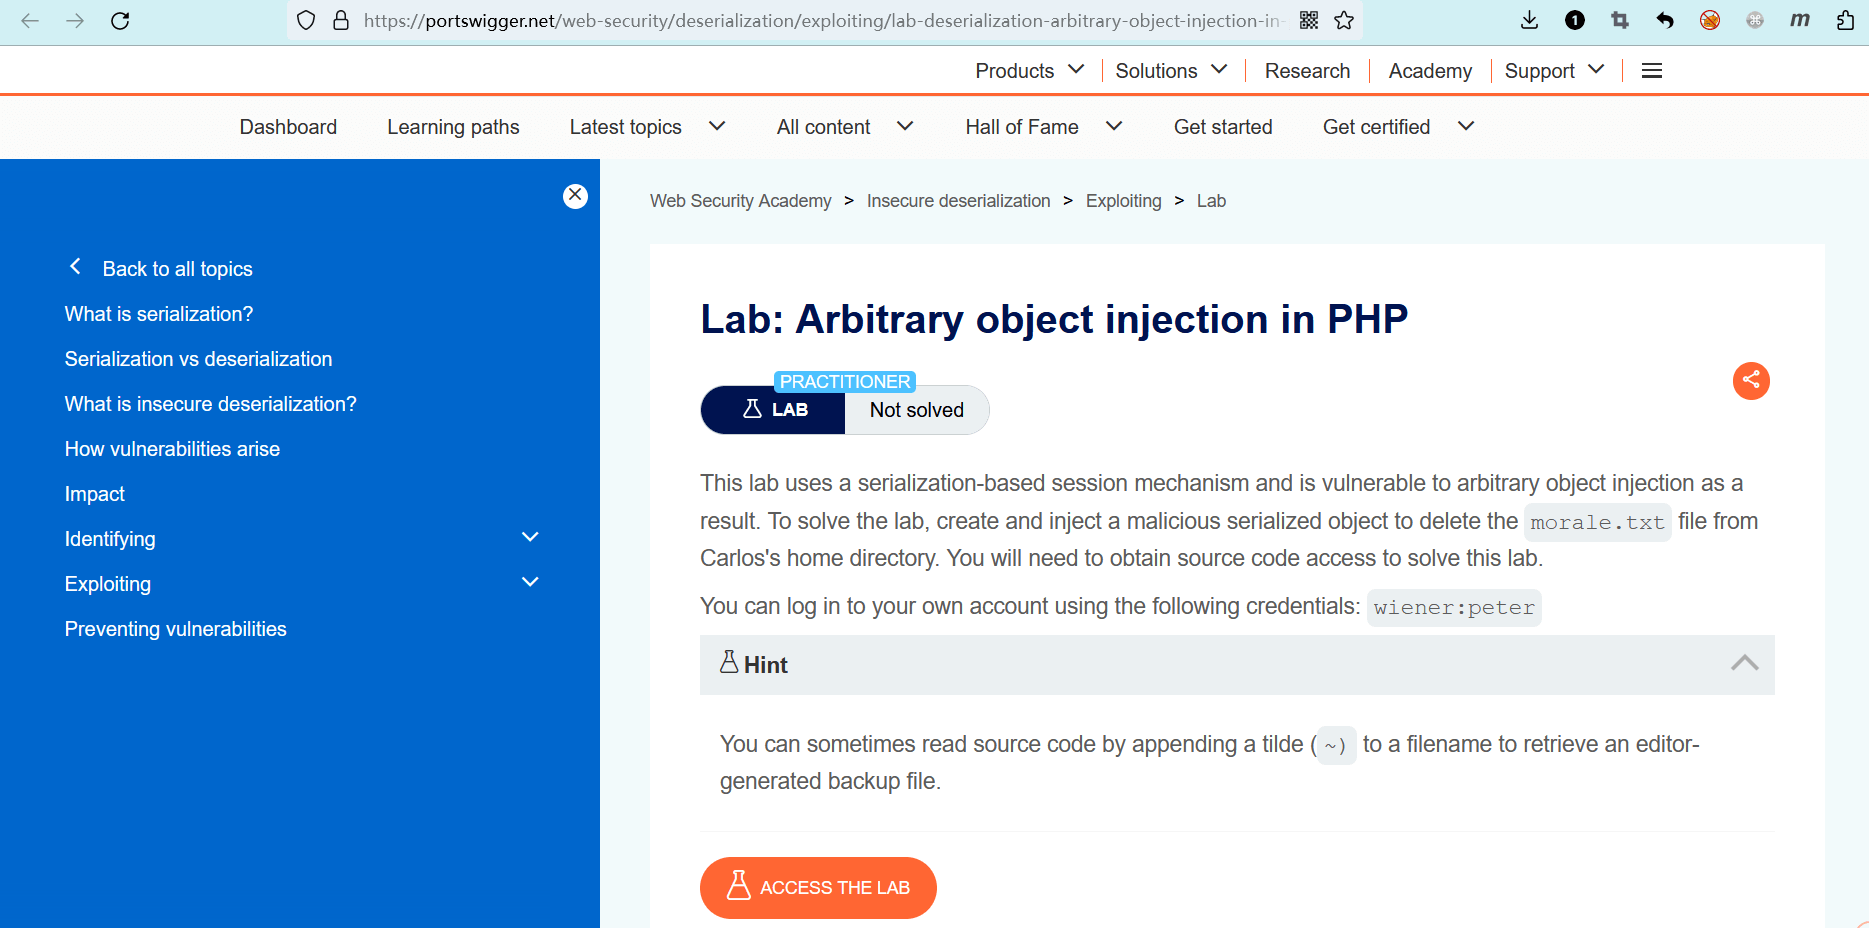 https://portswigger.net/web-security/deserialization/exploiting/lab-deserialization-arbitrary-object-injection-in-
1
m
Products
Solutions
Research
Academy
Support
Dashboard
Learning paths
Latest topics
All content
Hall of Fame
Get started
Get certified
Back to all topics
What is serialization?
Serialization vs deserialization
What is insecure deserialization?
How vulnerabilities arise
Impact
Identifying
Exploiting
Preventing vulnerabilities
Web Security Academy > Insecure deserialization > Exploiting > Lab
Lab: Arbitrary object injection in PHP
PRACTITIONER
LAB
Not solved
This lab uses a serialization-based session mechanism and is vulnerable to arbitrary object injection as a
result. To solve the lab, create and inject a malicious serialized object to delete the morale.txt file from
Carlos's home directory. You will need to obtain source code access to solve this lab.
You can log in to your own account using the following credentials: wiener:peter
Hint
You can sometimes read source code by appending a tilde (~) to a filename to retrieve an editor-
generated backup file.
ACCESS THE LAB